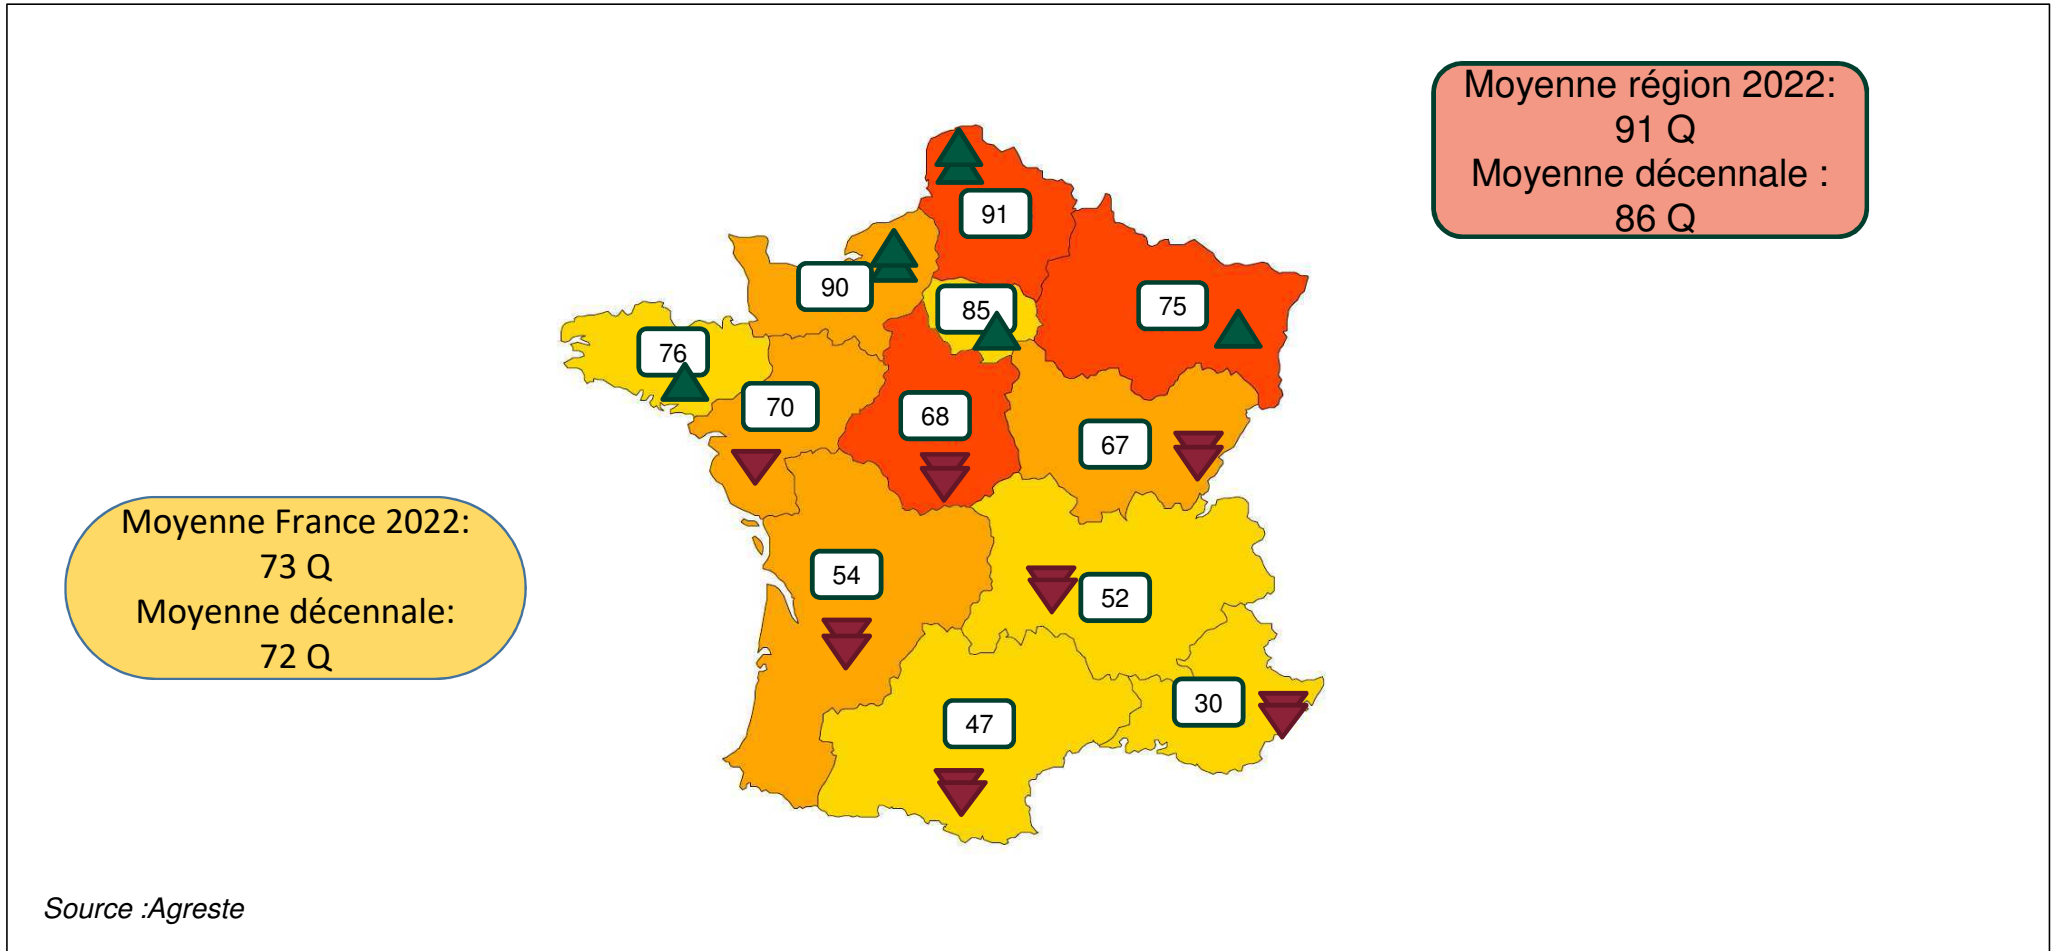 Moyenne région 2022:
91 Q
Moyenne décennale :
86 Q
91
90
85
75
76
70
68
67
Moyenne France 2022:
73 Q
Moyenne décennale:
72 Q
54
52
30
47
Source :Agreste